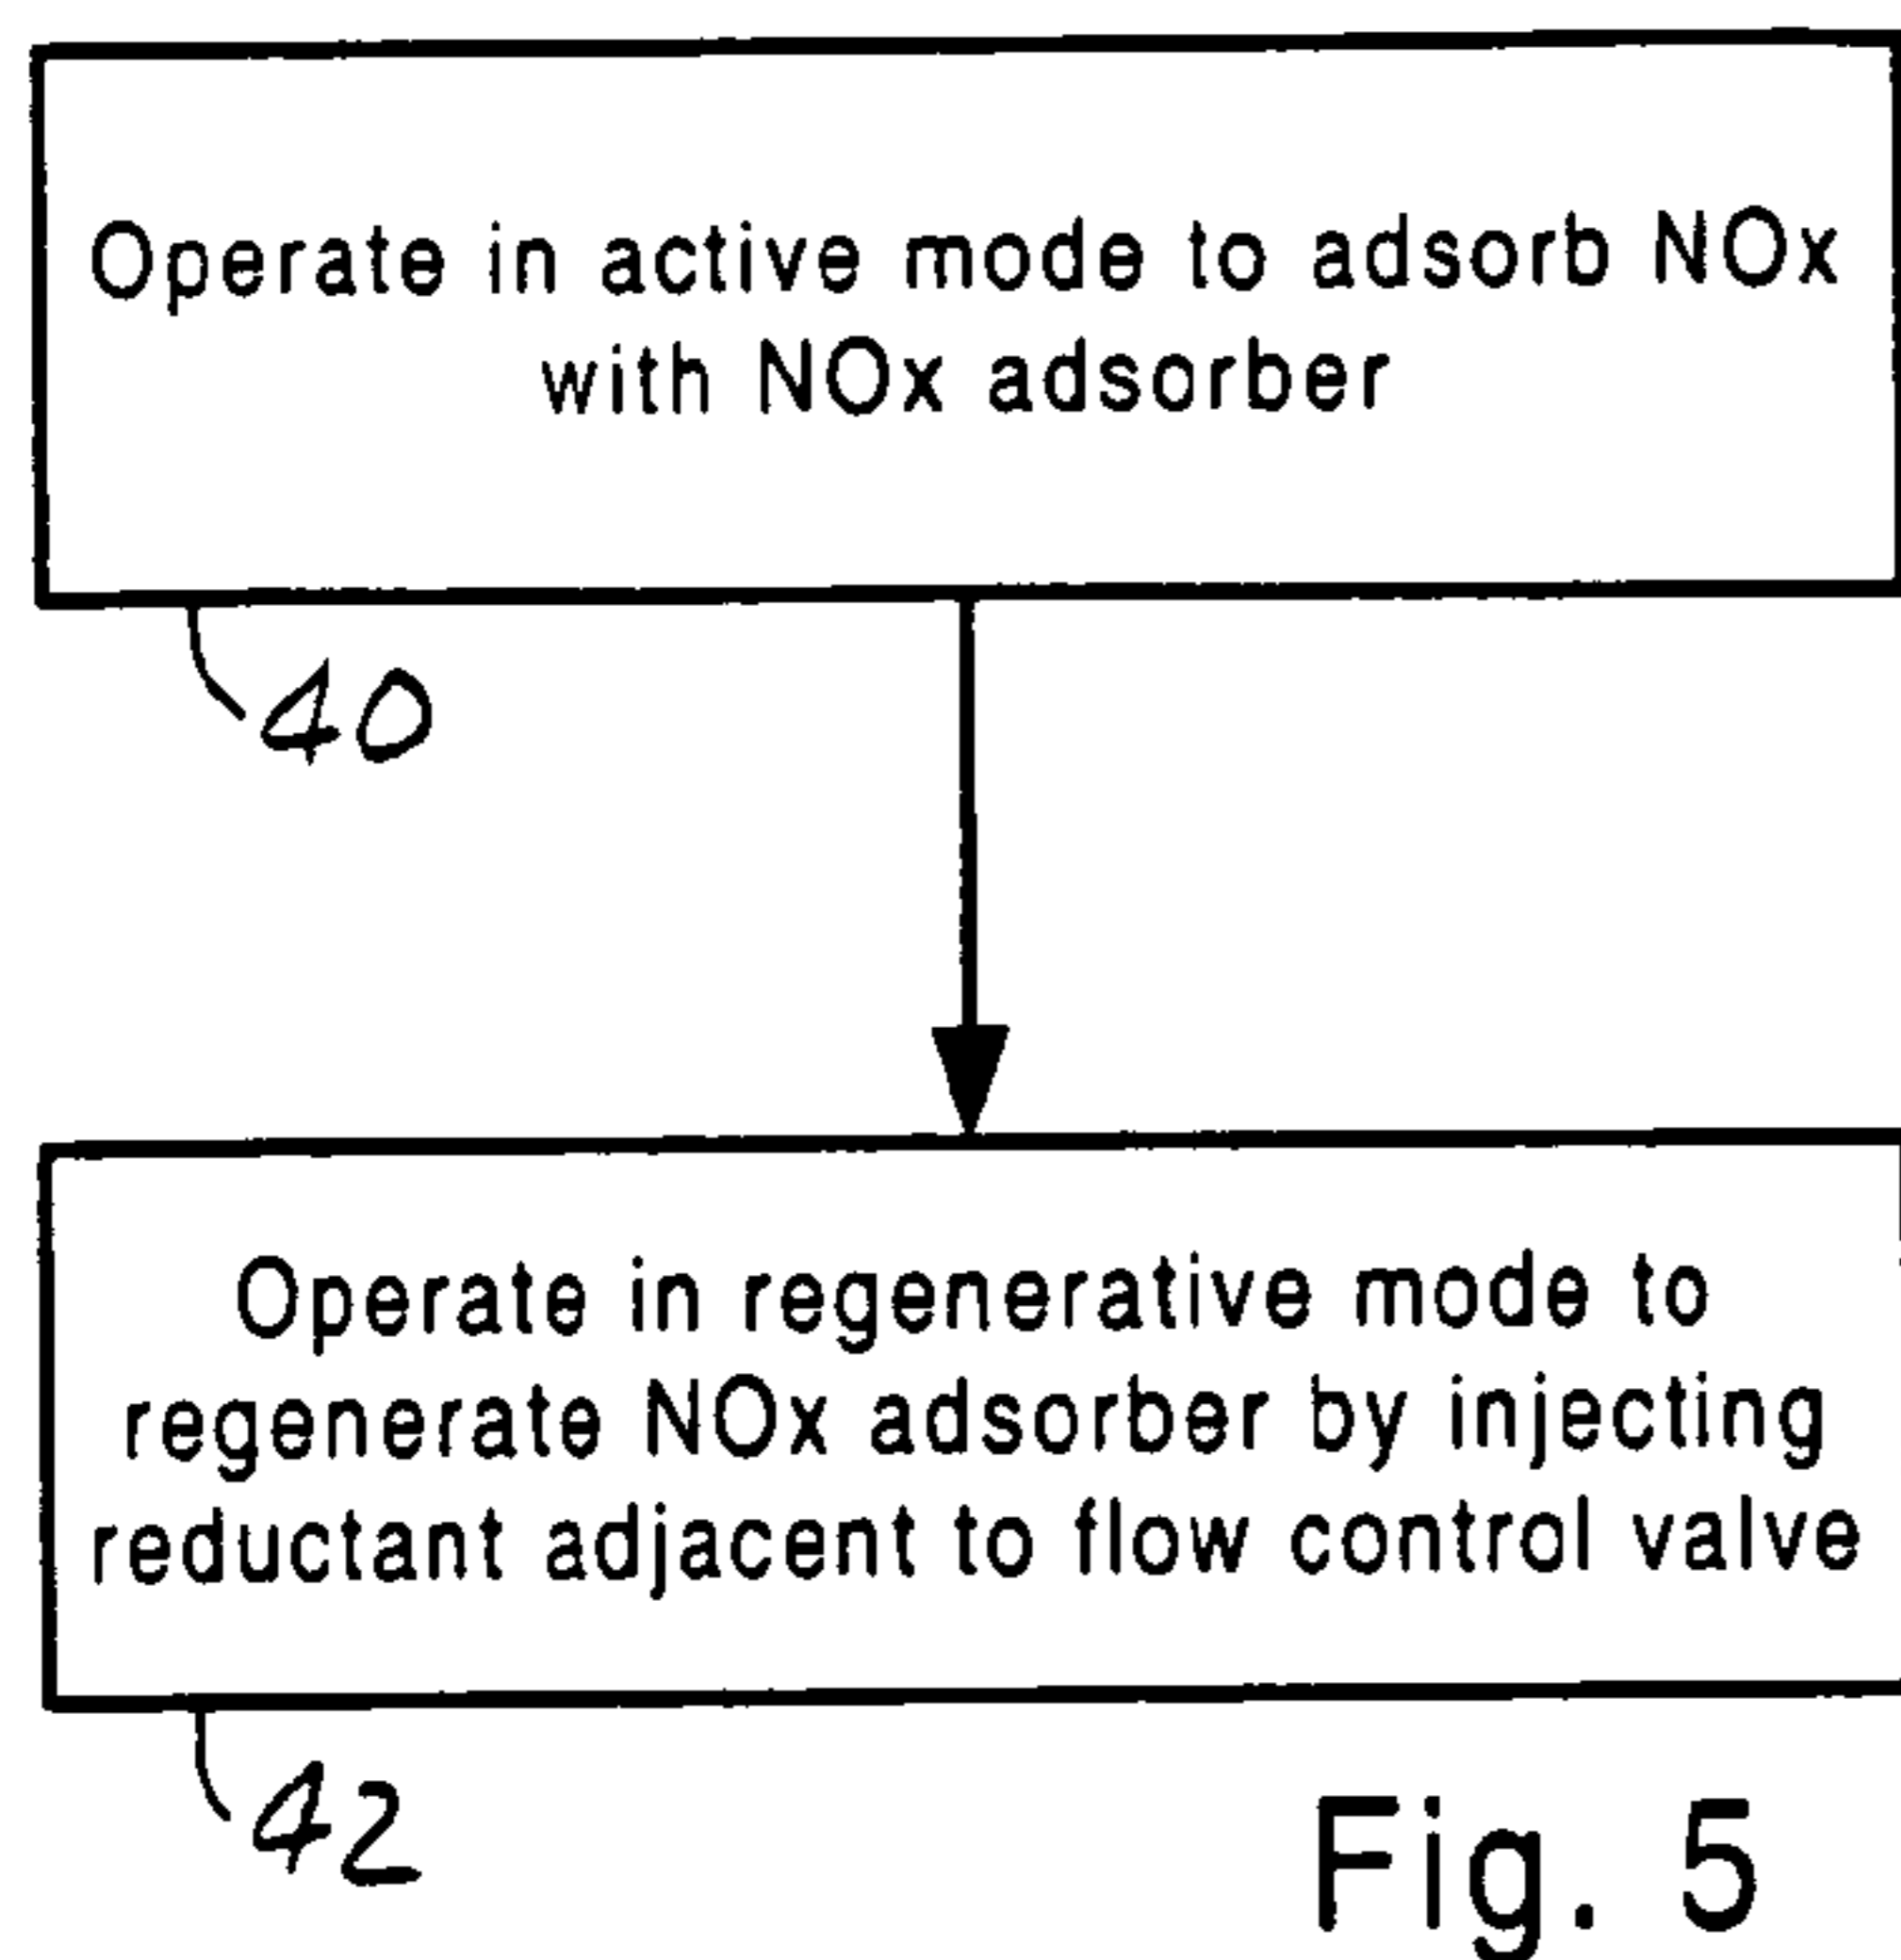 Operate in active mode to adsorb NOx
with NOx adsorber
40
Operate in regenerative mode to
regenerate NOx adsorber by injecting
reductant adjacent to flow control valve
42
Fig. 5